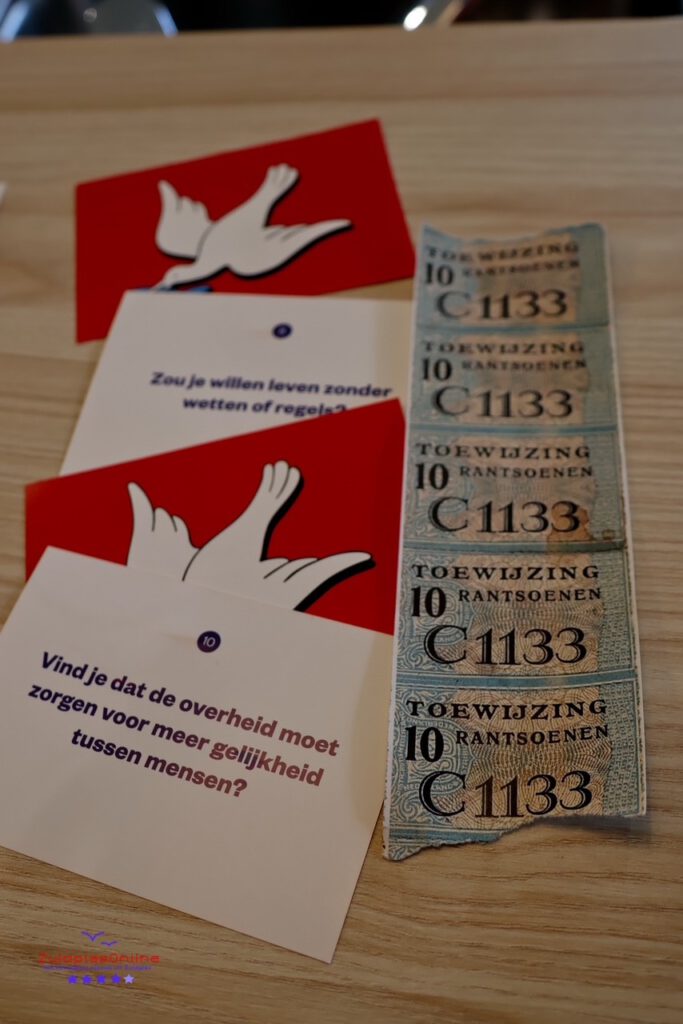 Zou je willen leven zonder
wetten of regels?
10
Vind je dat de overheid moet
zorgen voor meer gelijkheid
tussen mensen?
TOEWIJZING
10 RANTSOENEN
C1133
TOEWIJZING
10 RANTSOENEN
C1133
TOEWIJZING
10 RANTSOENEN
C1133
TOEWIJZING
10 RANTSOENEN
C1133
TOEWIJZING
10 RANTSOENEN
C1133
ZuidplasOnline